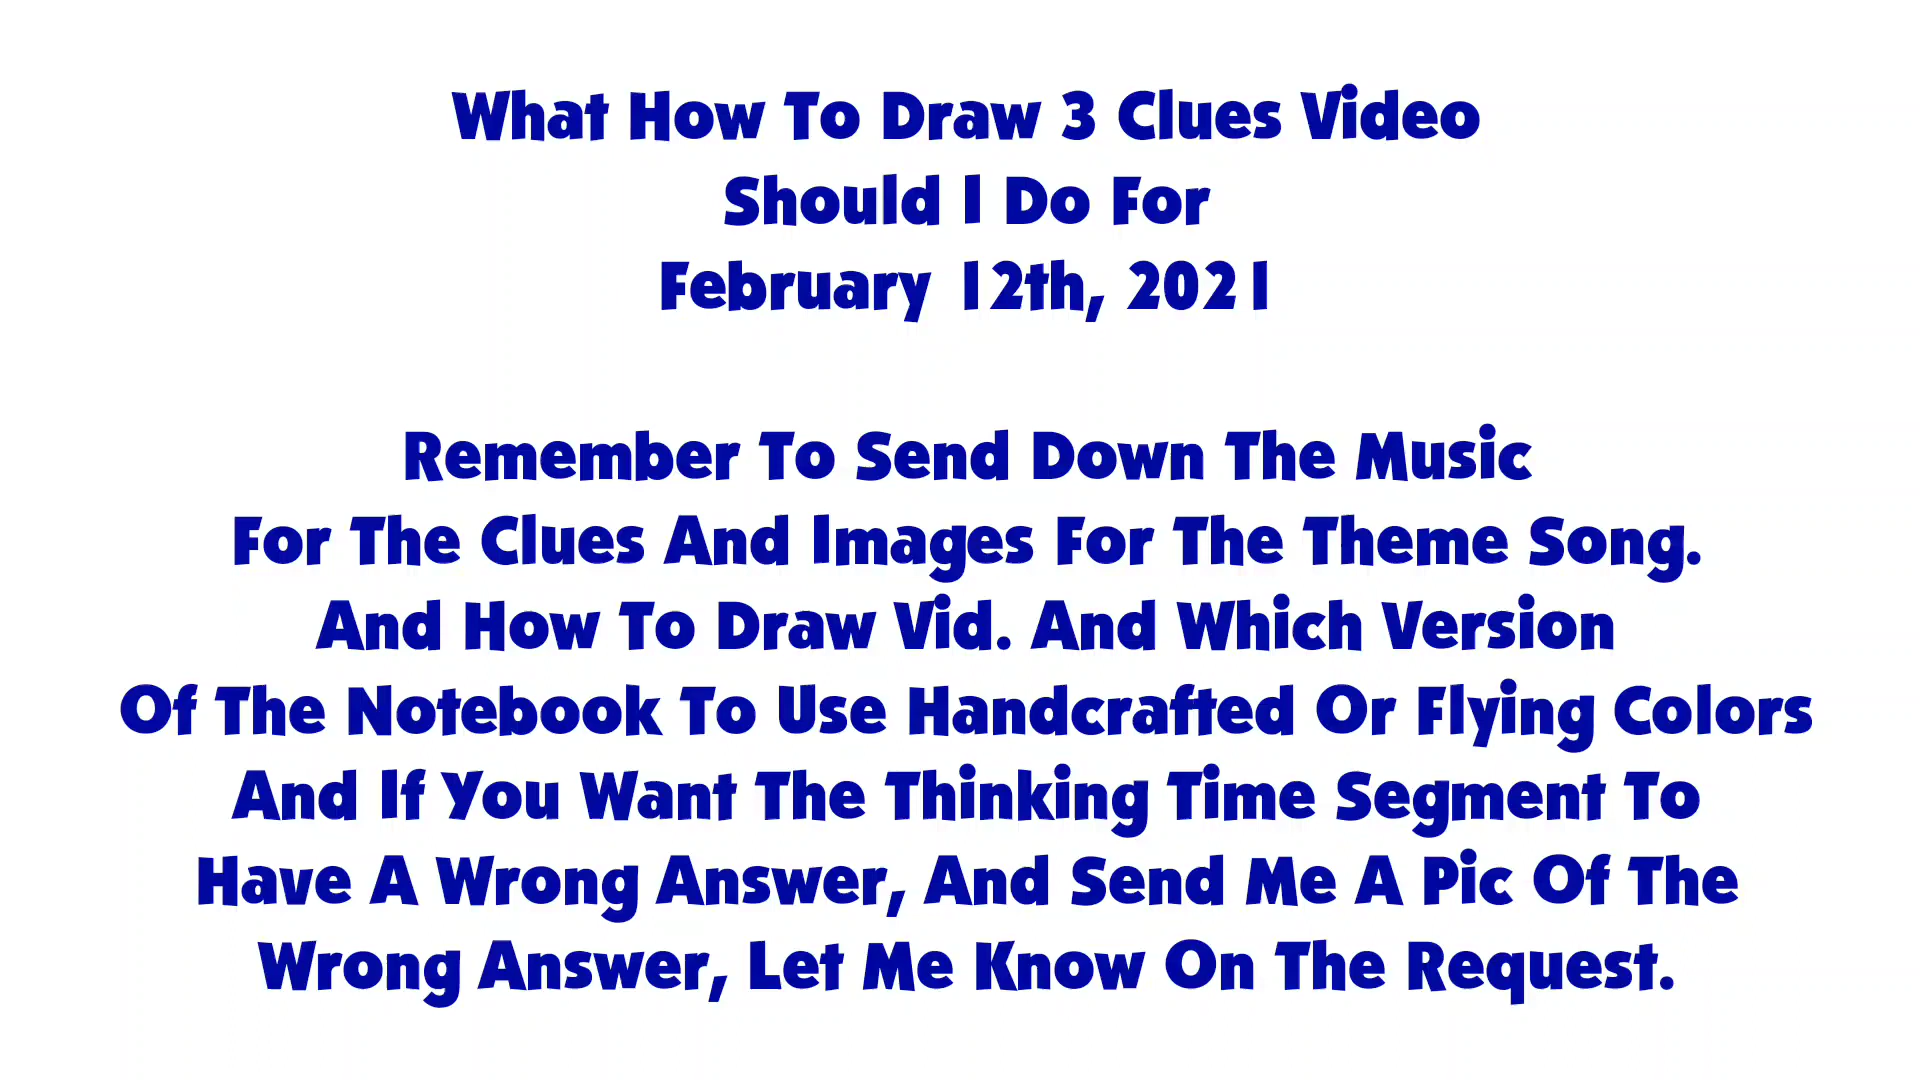 What How To Draw 3 Clues Video
Should I Do For
February 12th, 2021
Remember To Send Down The Music
For The Clues And Images For The Theme Song.
And How To Draw Vid. And Which Version
Of The Notebook To Use Handcrafted Or Flying Colors
And If You Want The Thinking Time Segment To
Have A Wrong Answer, And Send Me A Pic Of The
Wrong Answer, Let Me Know On The Request.